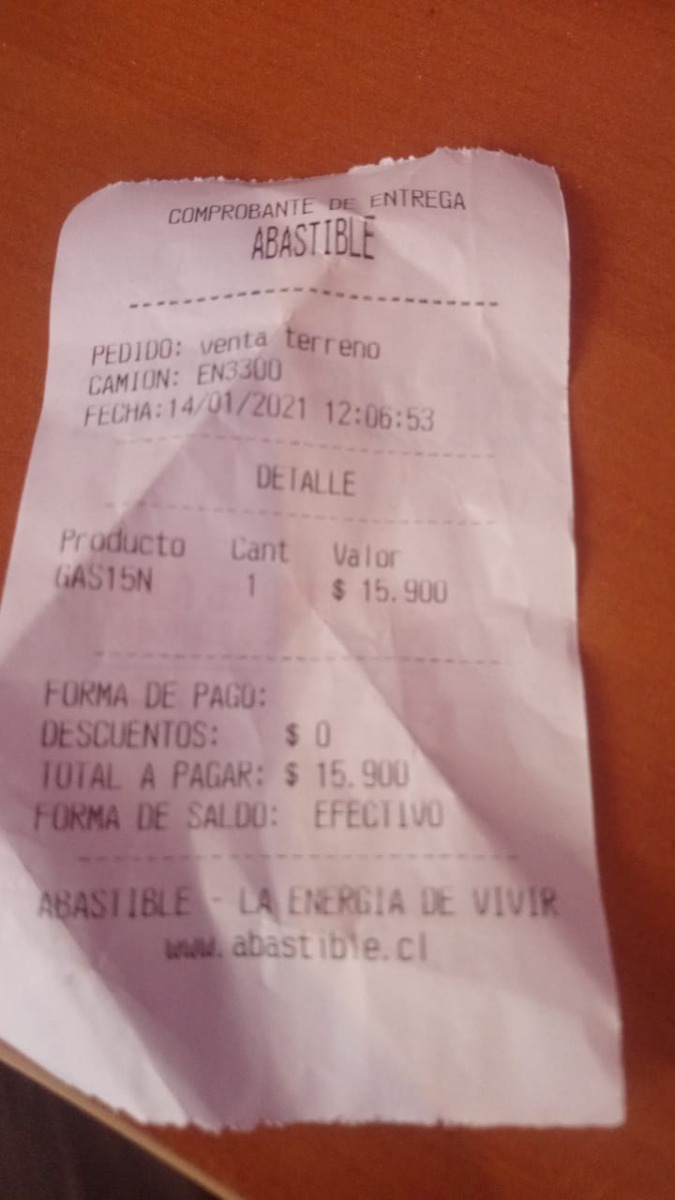 COMPROBANTE DE ENTREGA
ABASTIBLE
PEDIDO: venta terreno
CAMION: EN3300
FECHA:14/01/2021 12:06:53
DETALLE
Producto Cant Valor
GAS15N 1 $ 15.900
FORMA DE PAGO:
DESCUENTOS: $ 0
TOTAL A PAGAR: $ 15.900
FORMA DE SALDO: EFECTIVO
ABASTIBLE - LA ENERGIA DE VIVIR
www.abastible.cl